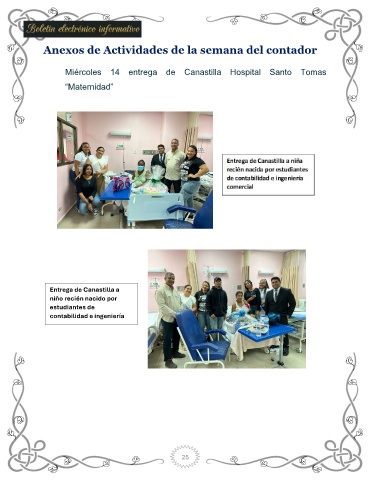 Boletín electrónico informativo
Anexos de Actividades de la semana del contador
Miércoles 14 entrega de Canastilla Hospital Santo Tomas
“Maternidad”
Entrega de Canastilla a niña
recién nacida por estudiantes
de contabilidad e ingeniería
comercial
Entrega de Canastilla a
niño recién nacido por
estudiantes de
contabilidad e ingeniería
25